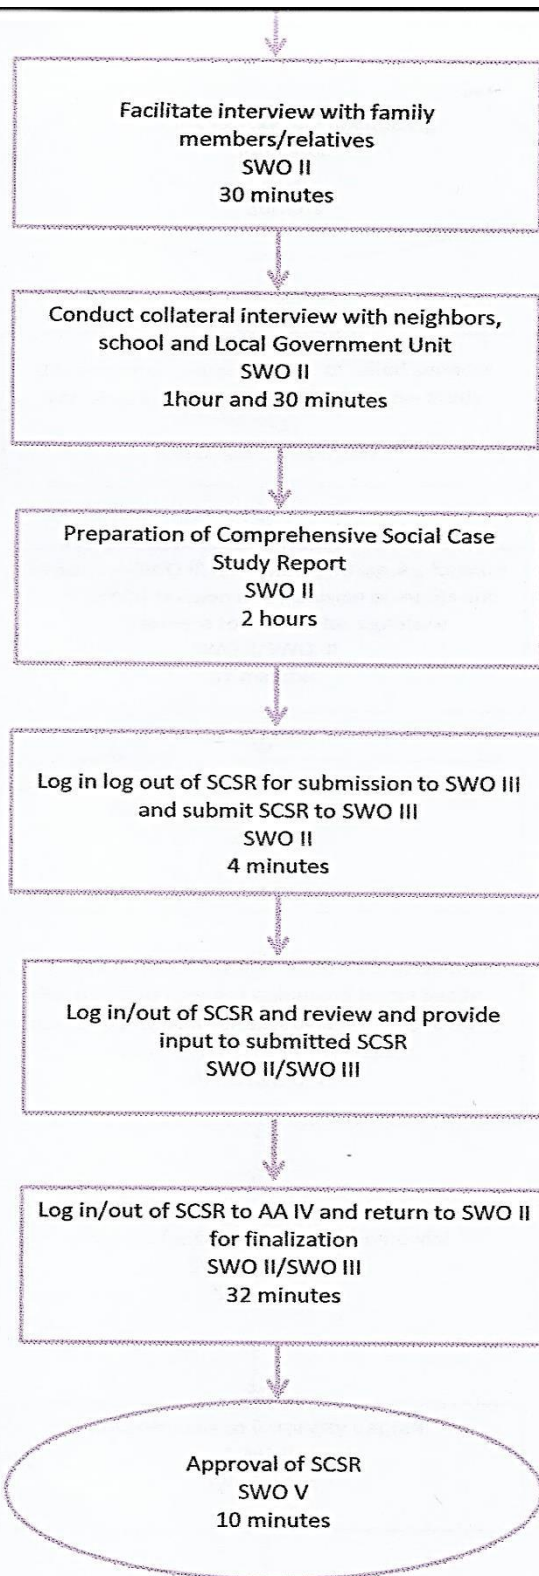 Facilitate interview with family
members/relatives
SWO II
30 minutes
Conduct collateral interview with neighbors,
school and Local Government Unit
SWO II
1hour and 30 minutes
Preparation of Comprehensive Social Case
Study Report
SWO II
2 hours
Log in log out of SCSR for submission to SWO III
and submit SCSR to SWO III
SWO II
4 minutes
Log in/out of SCSR and review and provide
input to submitted SCSR
SWO II/SWO III
Log in/out of SCSR to AA IV and return to SWO II
for finalization
SWO II/SWO III
32 minutes
Approval of SCSR
SWO V
10 minutes